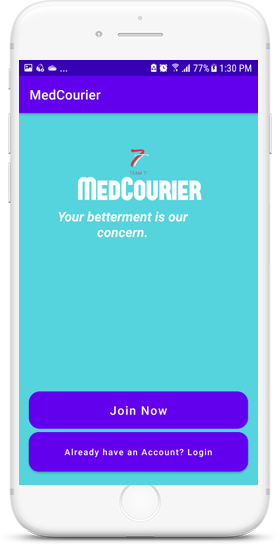 ... 77% 1:30 PM
MedCourier
7
TEAM 7
MEDCOURIER
Your betterment is our
concern.
Join Now
Already have an Account? Login